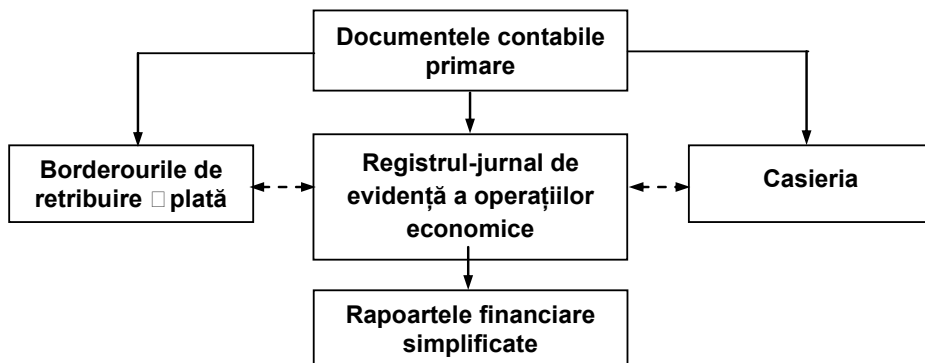 Documentele contabile
primare
Borderourile de
retribuire □ plată
Registrul-jurnal de
evidență a operațiilor
economice
Casieria
Rapoartele financiare
simplificate